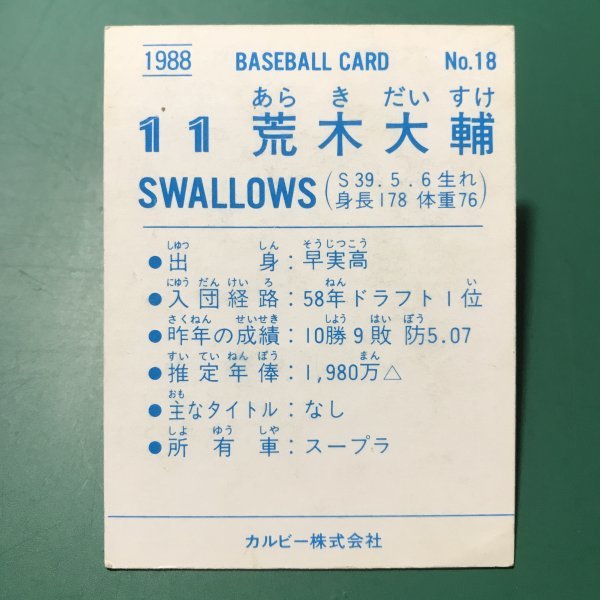 1988 BASEBALL CARD No.18
あら き だい すけ
11 荒木大輔
SWALLOWS (S39.5.6生れ
身長178 体重76)
しゅつ しん そうじつこう
●出身:早実高
にゅう だん けい ろ ねん い
●入団経路:58年ドラフト1位
さくねん せいせき しょう はい ぼう
●昨年の成績:10勝9敗 防5.07
すい てい ねん ぽう まん
●推定年俸:1,980万△
おも
●主なタイトル:なし
しょ ゆう しゃ
●所有車:スープラ
カルビー株式会社